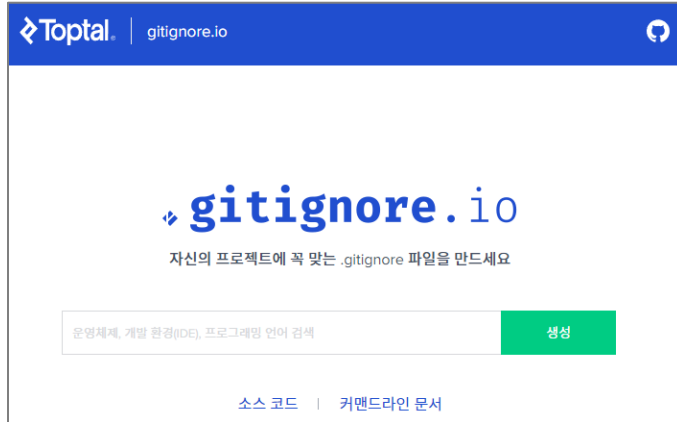 Toptal. gitignore.io
.gitignore.io
자신의 프로젝트에 꼭 맞는 .gitignore 파일을 만드세요
운영체제, 개발 환경(IDE), 프로그래밍 언어 검색
생성
소스 코드 | 커맨드라인 문서